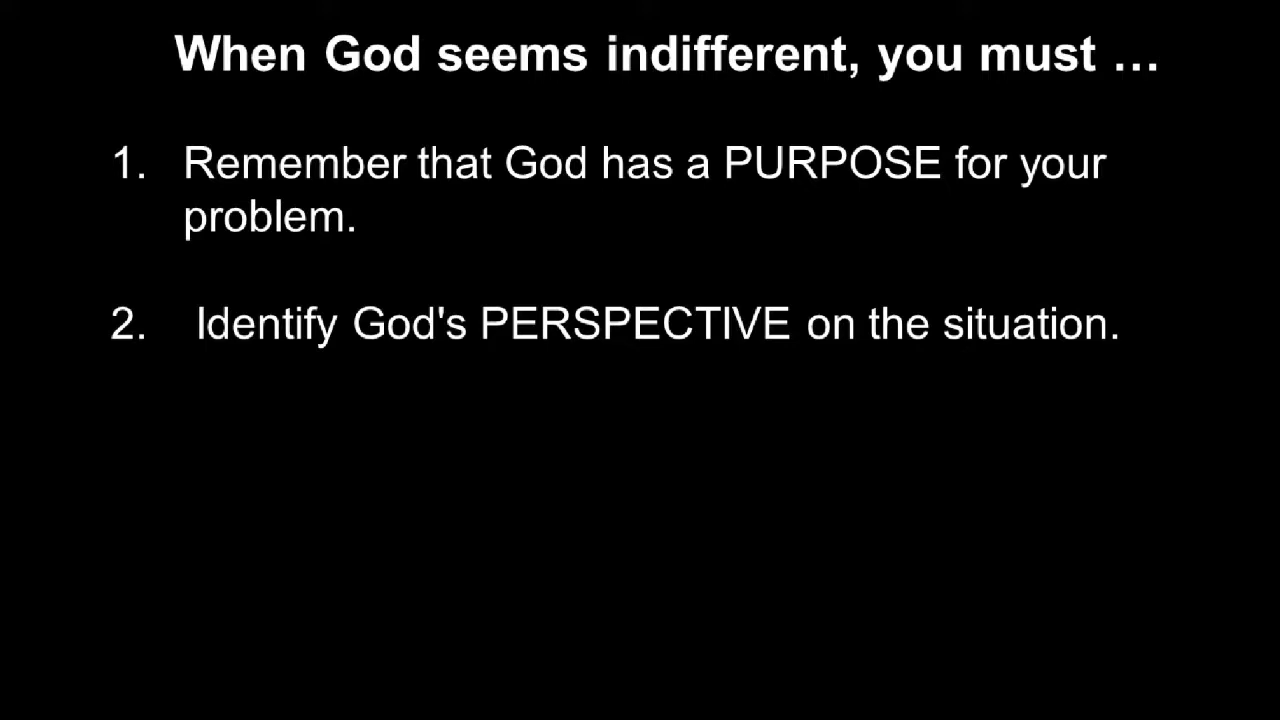 When God seems indifferent, you must …
1. Remember that God has a PURPOSE for your
problem.
2. Identify God's PERSPECTIVE on the situation.